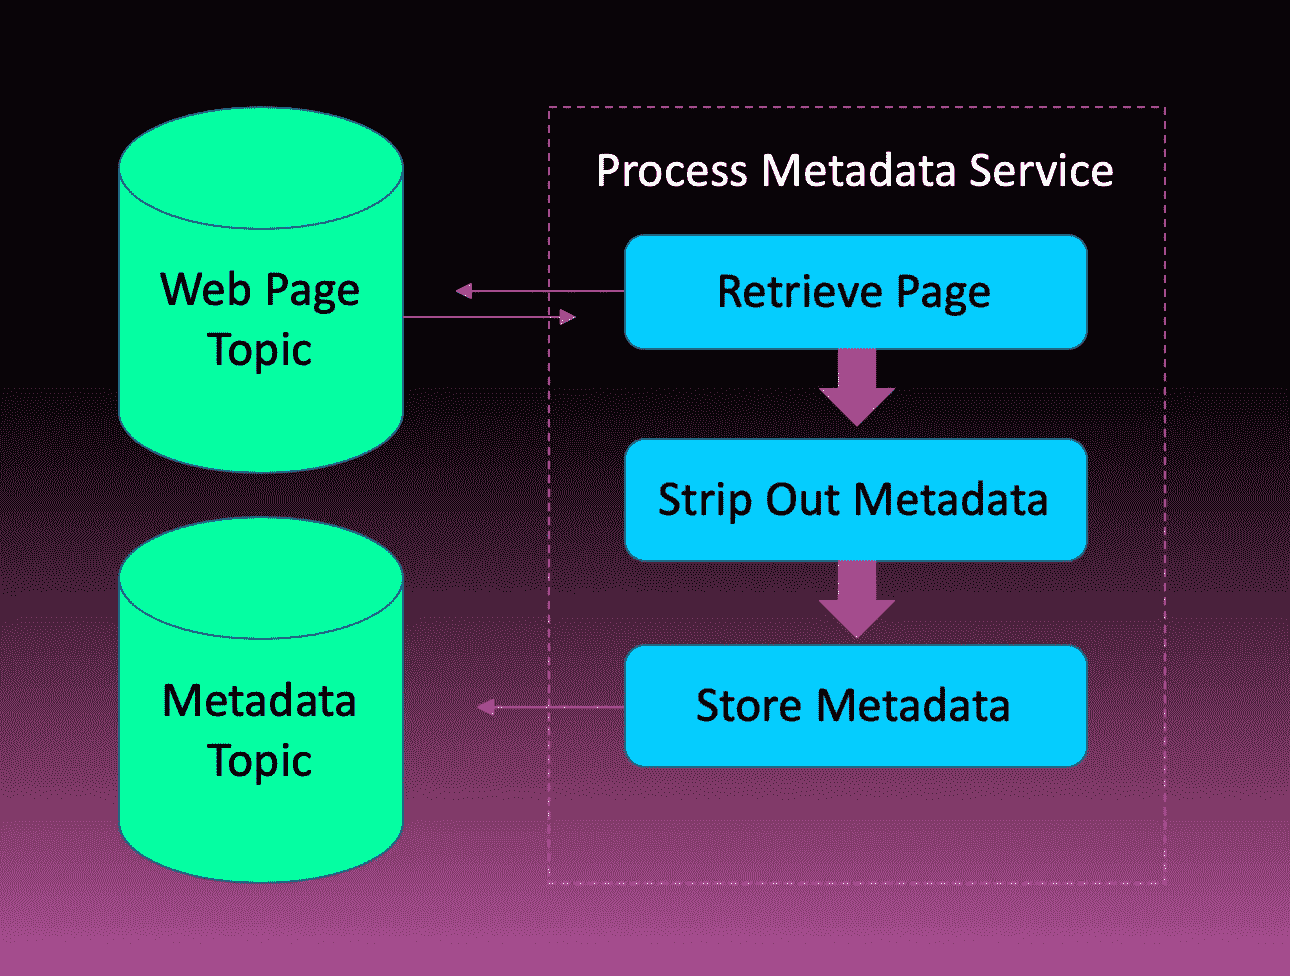 Process Metadata Service
Web Page
Topic
Retrieve Page
Strip Out Metadata
Metadata
Topic
Store Metadata